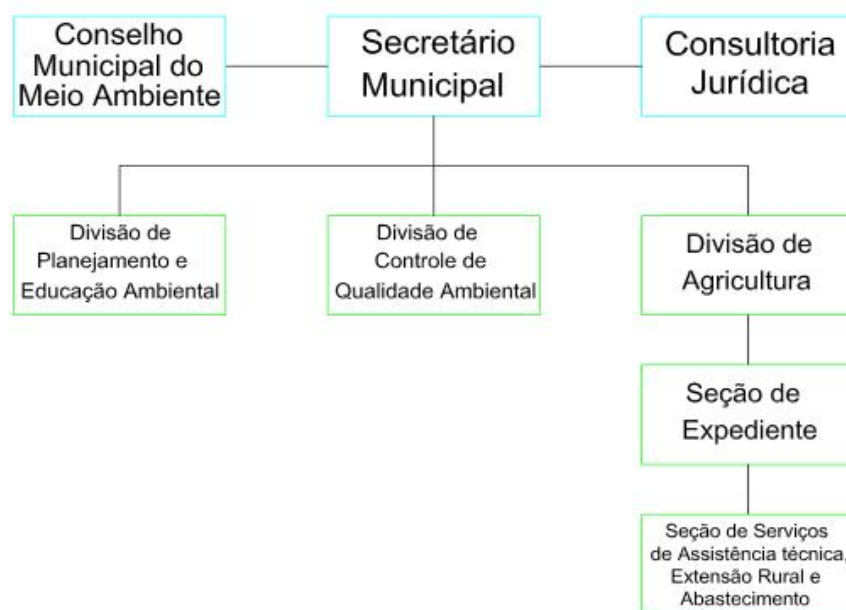 Conselho
Municipal do
Meio Ambiente
Secretário
Municipal
Consultoria
Jurídica
Divisão de
Planejamento e
Educação Ambiental
Divisão de
Controle de
Qualidade Ambiental
Divisão de
Agricultura
Seção de
Expediente
Seção de Serviços
de Assistência técnica,
Extensão Rural e
Abastecimento